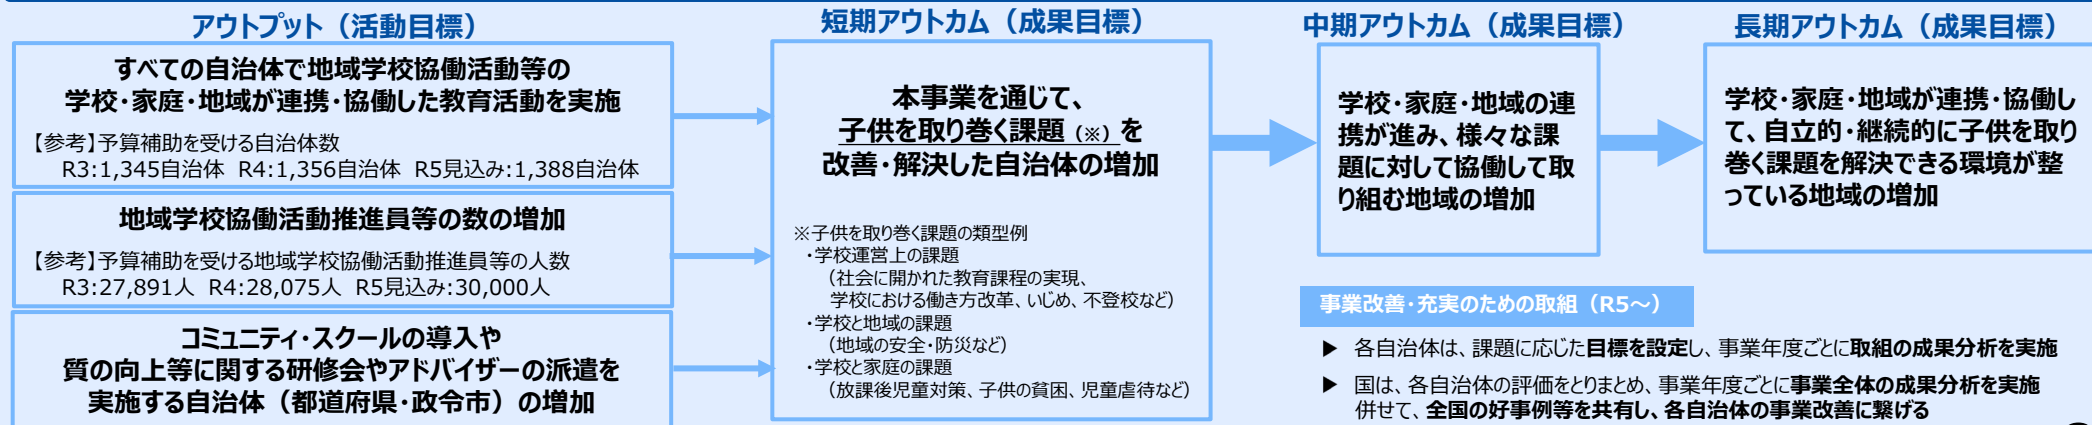 アウトプット（活動目標）
すべての自治体で地域学校協働活動等の
学校・家庭・地域が連携・協働した教育活動を実施
【参考】予算補助を受ける自治体数
R3:1,345自治体 R4:1,356自治体 R5見込み:1,388自治体
地域学校協働活動推進員等の数の増加
【参考】予算補助を受ける地域学校協働活動推進員等の人数
R3:27,891人 R4:28,075人 R5見込み:30,000人
コミュニティ・スクールの導入や
質の向上等に関する研修会やアドバイザーの派遣を
実施する自治体（都道府県・政令市）の増加
短期アウトカム（成果目標）
本事業を通じて、
子供を取り巻く課題（※）を
改善・解決した自治体の増加
※子供を取り巻く課題の類型例
・学校運営上の課題
（社会に開かれた教育課程の実現、
学校における働き方改革、いじめ、不登校など）
・学校と地域の課題
（地域の安全・防災など）
・学校と家庭の課題
（放課後児童対策、子供の貧困、児童虐待など）
中期アウトカム（成果目標）
学校・家庭・地域の連
携が進み、様々な課
題に対して協働して取
り組む地域の増加
長期アウトカム（成果目標）
学校・家庭・地域が連携・協働し
て、自立的・継続的に子供を取り
巻く課題を解決できる環境が整
っている地域の増加
事業改善・充実のための取組（R5～）
▶ 各自治体は、課題に応じた目標を設定し、事業年度ごとに取組の成果分析を実施
▶ 国は、各自治体の評価をとりまとめ、事業年度ごとに事業全体の成果分析を実施
併せて、全国の好事例等を共有し、各自治体の事業改善に繋げる